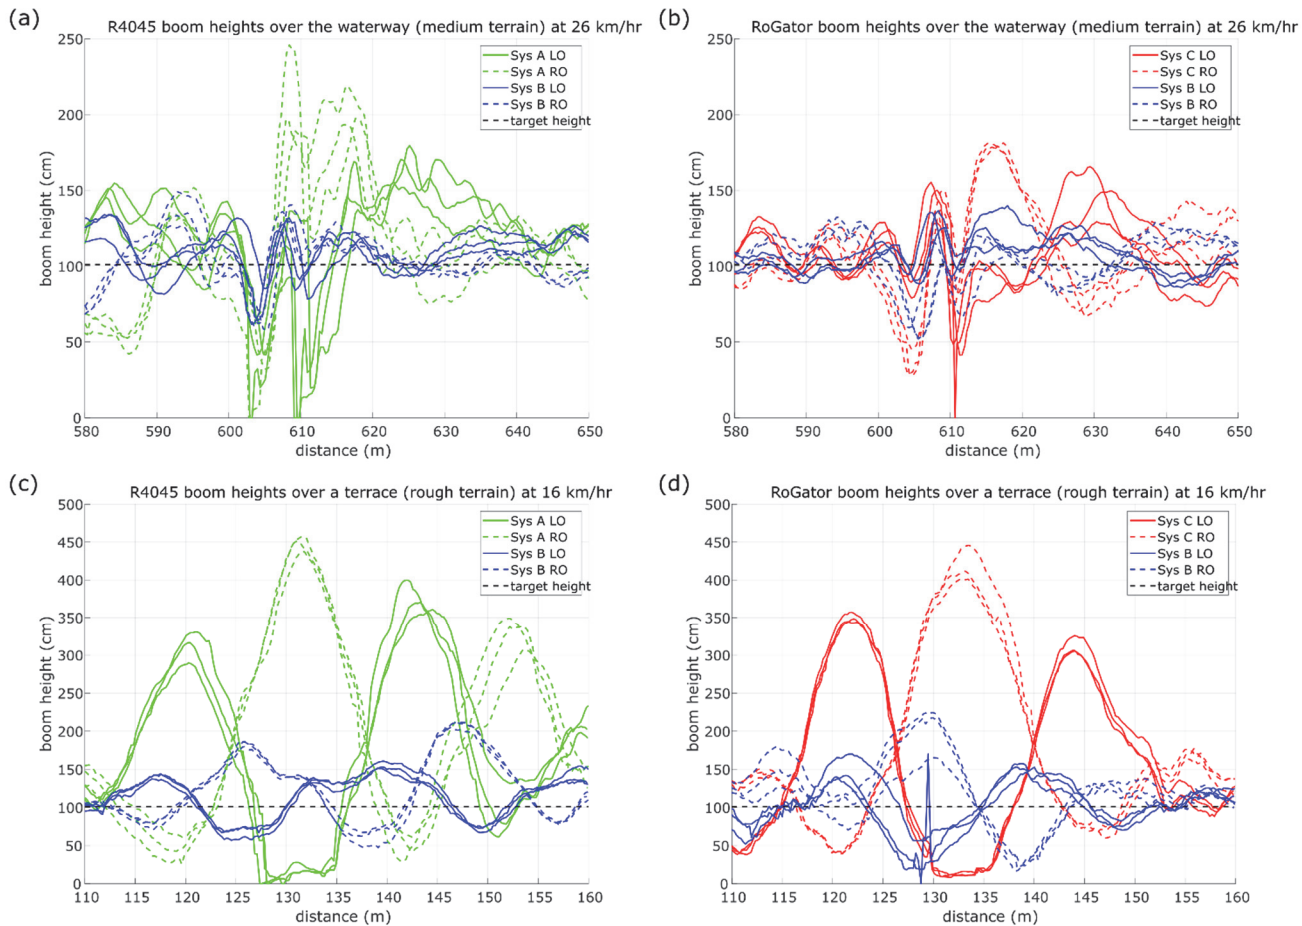 (a)
R4045 boom heights over the waterway (medium terrain) at 26 km/hr
250
200
150
100
50
0
boom height (cm)
Sys A LO
Sys A RO
Sys B LO
Sys B RO
target height
580 590 600 610 620 630 640 650
distance (m)
(b)
RoGator boom heights over the waterway (medium terrain) at 26 km/hr
250
200
150
100
50
0
boom height (cm)
Sys C LO
Sys C RO
Sys B LO
Sys B RO
target height
580 590 600 610 620 630 640 650
distance (m)
(c)
R4045 boom heights over a terrace (rough terrain) at 16 km/hr
500
450
400
350
300
250
200
150
100
50
0
boom height (cm)
Sys A LO
Sys A RO
Sys B LO
Sys B RO
target height
110 115 120 125 130 135 140 145 150 155 160
distance (m)
(d)
RoGator boom heights over a terrace (rough terrain) at 16 km/hr
500
450
400
350
300
250
200
150
100
50
0
boom height (cm)
Sys C LO
Sys C RO
Sys B LO
Sys B RO
target height
110 115 120 125 130 135 140 145 150 155 160
distance (m)